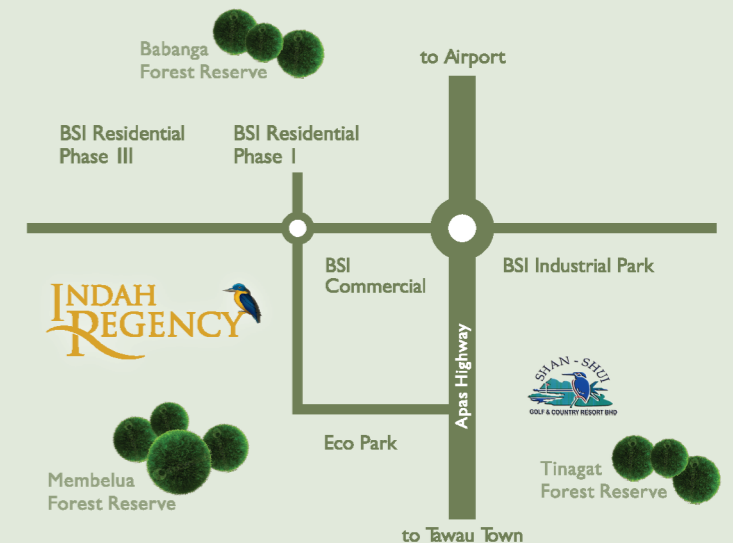 Babanga
Forest Reserve
to Airport
BSI Residential
Phase III
BSI Residential
Phase I
BSI
Commercial
BSI Industrial Park
INDAH
REGENCY
Apas Highway
SHAN - SHUI
GOLF & COUNTRY RESORT BHD
Eco Park
Membelua
Forest Reserve
Tinagat
Forest Reserve
to Tawau Town